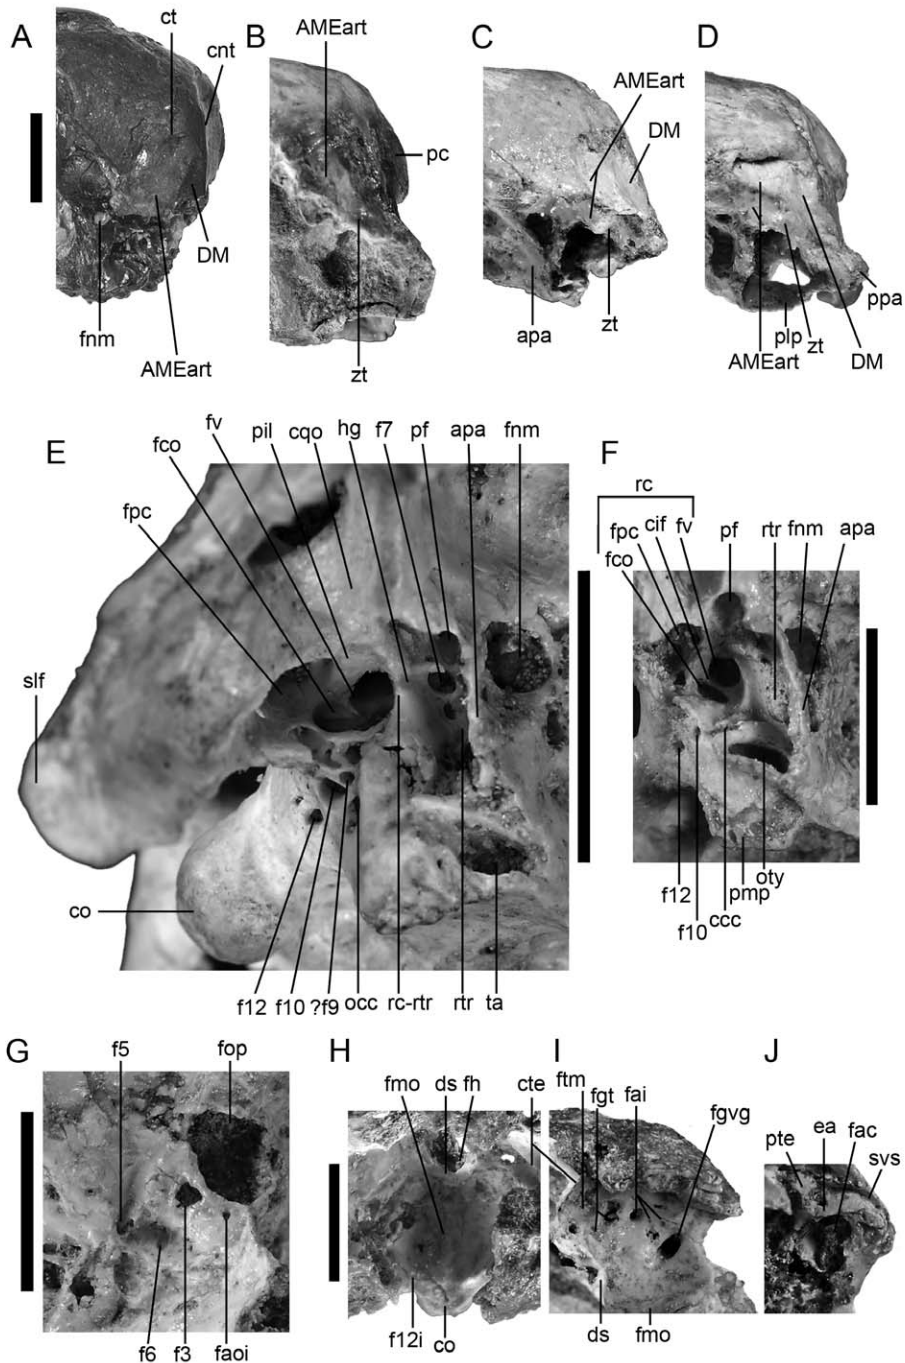 A
ct
cnt
DM
fnm
AMEart
B
AMEart
pc
zt
C
AMEart
DM
apa
zt
D
ppa
plp
zt
AMEart
DM
E
fv
pil
cqo
hg
f7
pf
apa
fnm
fco
fpc
slf
co
f12
f10
?f9
occ
rc-rtr
rtr
ta
F
rc
fv
cif
fpc
fco
pf
rtr
fnm
apa
f12
f10
ccc
pmp
oty
G
f5
fop
f6
f3
faoi
H
fmo
ds
fh
cte
f12i
co
I
ftm
fgt
fai
fgvg
ds
fmo
J
pte
ea
fac
svs